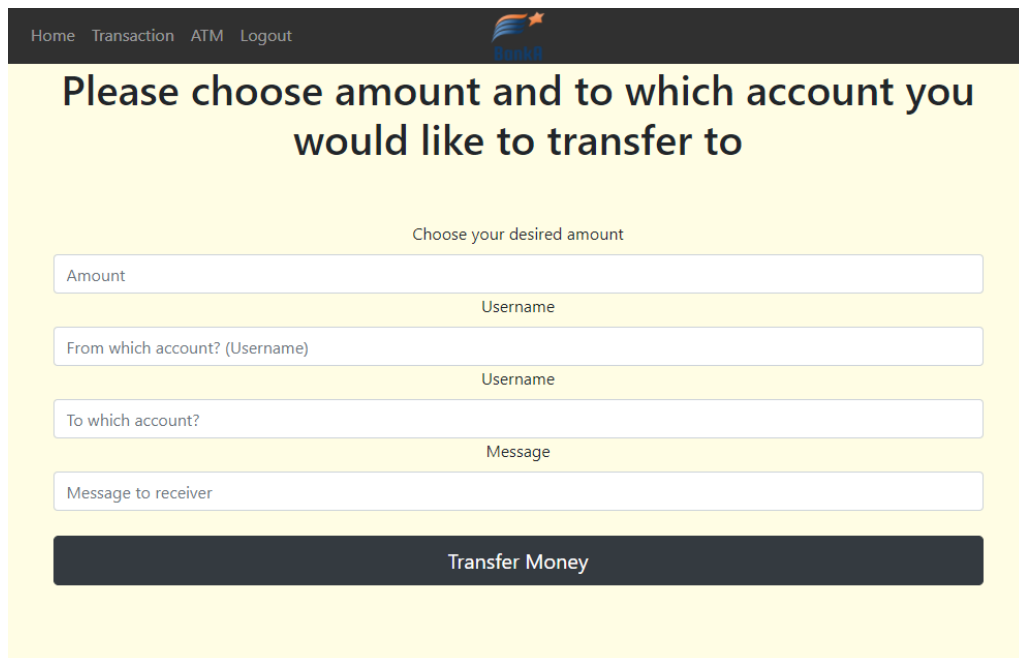 Home Transaction ATM Logout
Please choose amount and to which account you
would like to transfer to
Choose your desired amount
Amount
Username
From which account? (Username)
Username
To which account?
Message
Message to receiver
Transfer Money